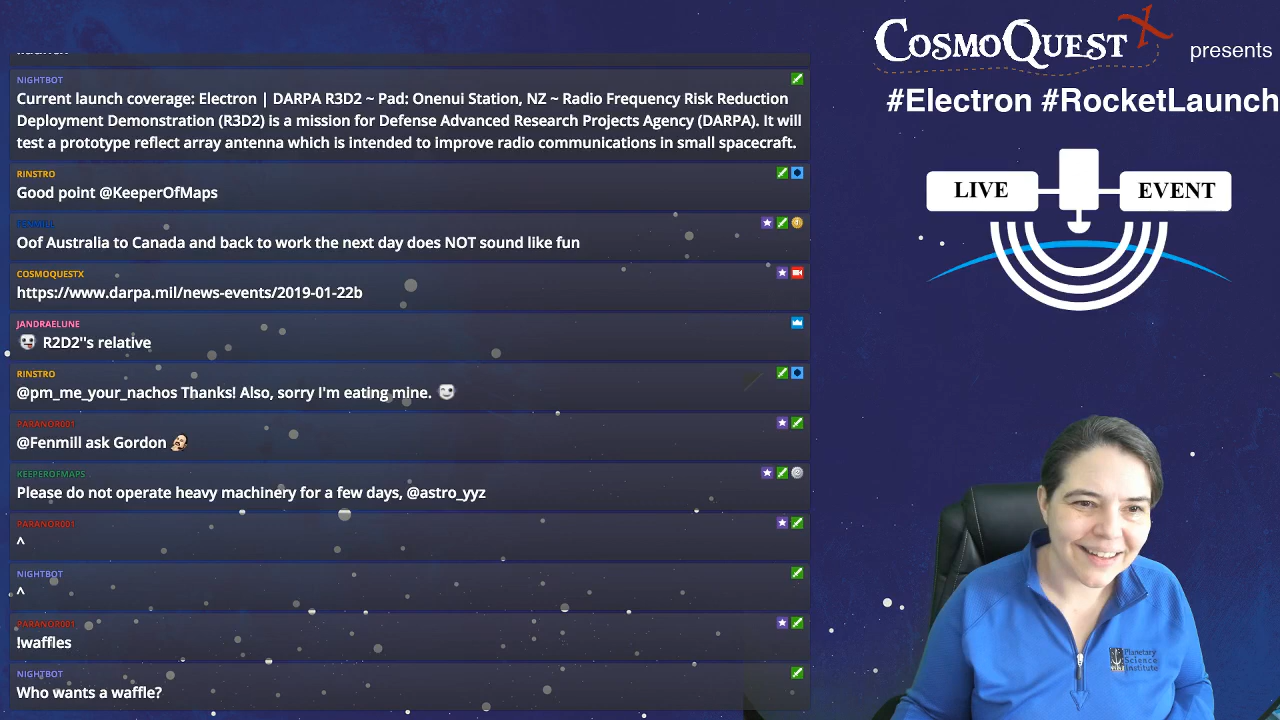 COSMOQUEST X presents
#Electron #RocketLaunch
LIVE EVENT
launch
NIGHTBOT
Current launch coverage: Electron | DARPA R3D2 ~ Pad: Onenui Station, NZ ~ Radio Frequency Risk Reduction
Deployment Demonstration (R3D2) is a mission for Defense Advanced Research Projects Agency (DARPA). It will
test a prototype reflect array antenna which is intended to improve radio communications in small spacecraft.
RINSTRO
Good point @KeeperOfMaps
FENMILL
Oof Australia to Canada and back to work the next day does NOT sound like fun
COSMOQUESTX
https://www.darpa.mil/news-events/2019-01-22b
JANDRAELUNE
R2D2''s relative
RINSTRO
@pm_me_your_nachos Thanks! Also, sorry I'm eating mine.
PARANOR001
@Fenmill ask Gordon
KEEPEROFMAPS
Please do not operate heavy machinery for a few days, @astro_yyz
PARANOR001
^
NIGHTBOT
^
PARANOR001
!waffles
NIGHTBOT
Who wants a waffle?
Planetary
Science
Institute